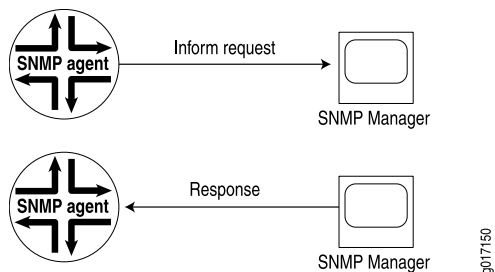 Inform request
SNMP agent
SNMP Manager
Response
SNMP agent
SNMP Manager
g017150